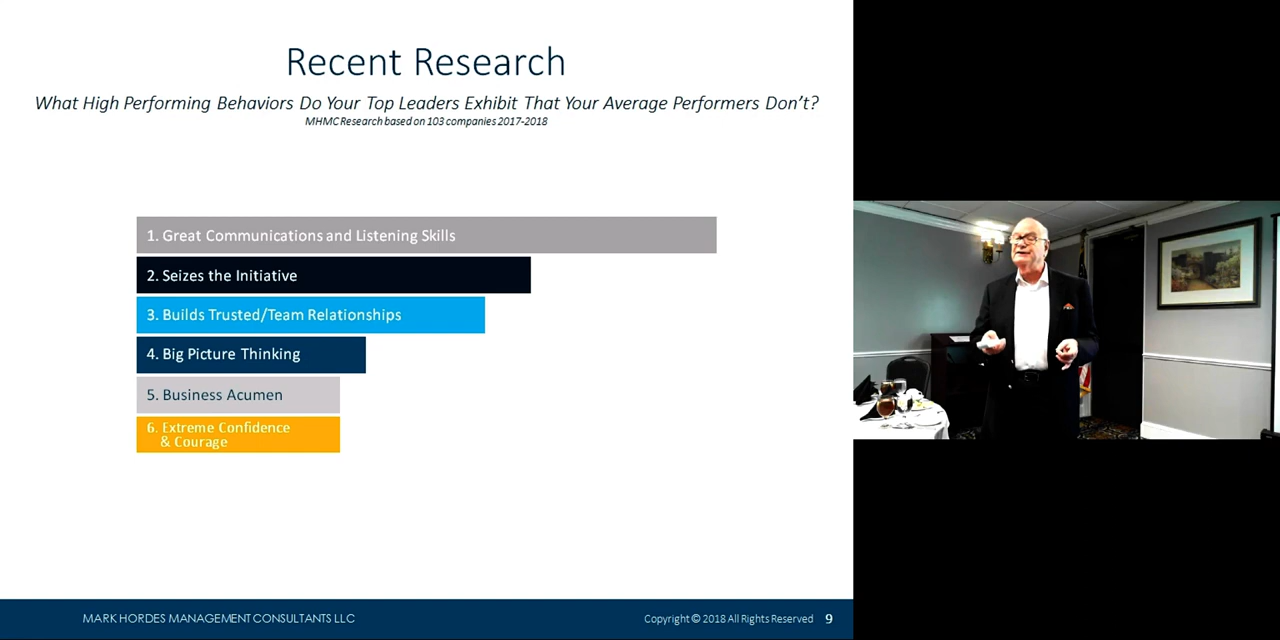 Recent Research
What High Performing Behaviors Do Your Top Leaders Exhibit That Your Average Performers Don't?
MHMC Research based on 103 companies 2017-2018
1. Great Communications and Listening Skills
2. Seizes the Initiative
3. Builds Trusted/Team Relationships
4. Big Picture Thinking
5. Business Acumen
6. Extreme Confidence
& Courage
MARK HORDES MANAGEMENT CONSULTANTS LLC
Copyright © 2018 All Rights Reserved 9